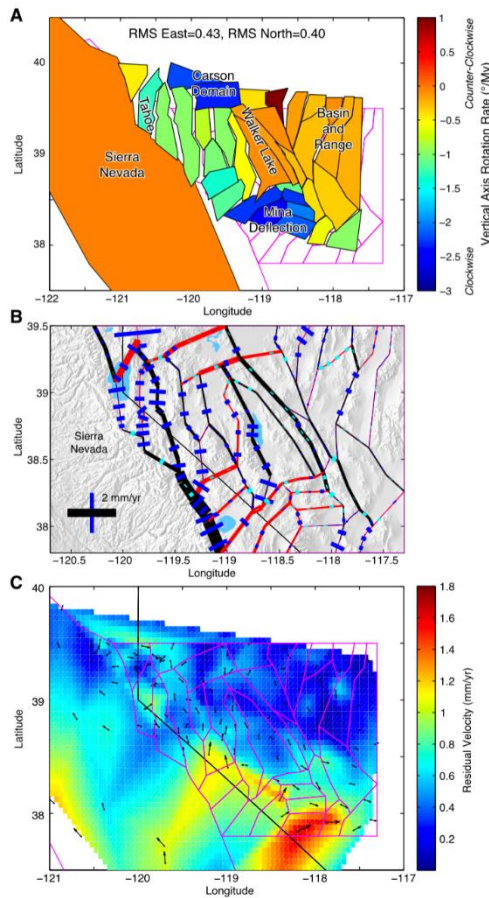 A
RMS East=0.43, RMS North=0.40
Carson
Domain
Tahoe
Walker Lake
Basin
and
Range
Sierra
Nevada
Mina
Deflection
40
39
38
Latitude
−122 −121 −120 −119 −118 −117
Longitude
1
0.5
0
−0.5
−1
−1.5
−2
−2.5
−3
Counter-Clockwise
Clockwise
Vertical Axis Rotation Rate (°/My)
B
39.5
39
38.5
38
Latitude
Sierra
Nevada
2 mm/yr
−120.5 −120 −119.5 −119 −118.5 −118 −117.5
Longitude
C
40
39
38
Latitude
−121 −120 −119 −118 −117
Longitude
1.8
1.6
1.4
1.2
1.0
0.8
0.6
0.4
0.2
Residual Velocity (mm/yr)